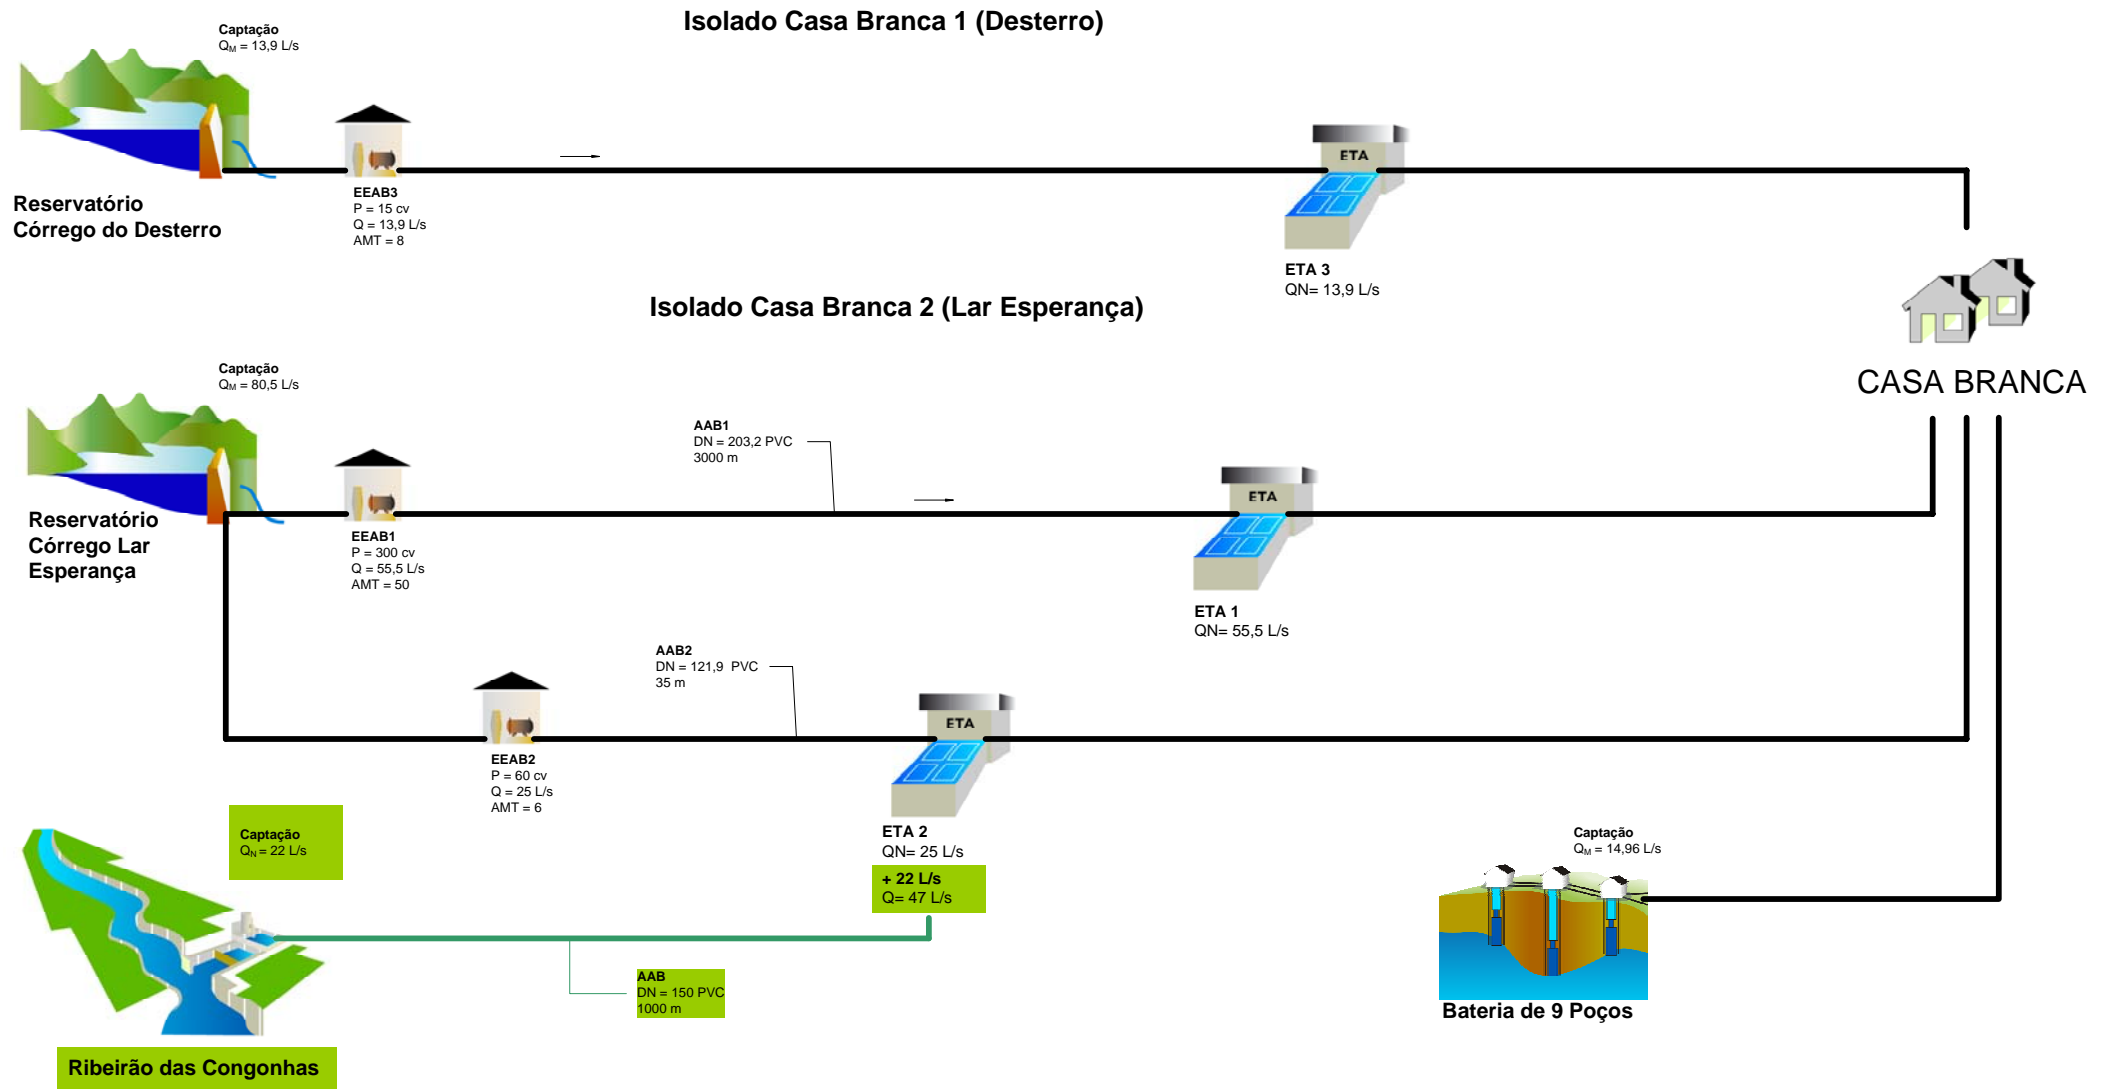 Isolado Casa Branca 1 (Desterro)
Captação
QM = 13,9 L/s
EEAB3
P = 15 cv
Q = 13,9 L/s
AMT = 8
Reservatório
Córrego do Desterro
ETA
ETA 3
QN= 13,9 L/s
Isolado Casa Branca 2 (Lar Esperança)
CASA BRANCA
Captação
QM = 80,5 L/s
Reservatório
Córrego Lar
Esperança
EEAB1
P = 300 cv
Q = 55,5 L/s
AMT = 50
AAB1
DN = 203,2 PVC
3000 m
ETA
ETA 1
QN= 55,5 L/s
AAB2
DN = 121,9 PVC
35 m
EEAB2
P = 60 cv
Q = 25 L/s
AMT = 6
ETA
ETA 2
QN= 25 L/s
+ 22 L/s
Q= 47 L/s
Captação
QN = 22 L/s
AAB
DN = 150 PVC
1000 m
Ribeirão das Congonhas
Captação
QM = 14,96 L/s
Bateria de 9 Poços